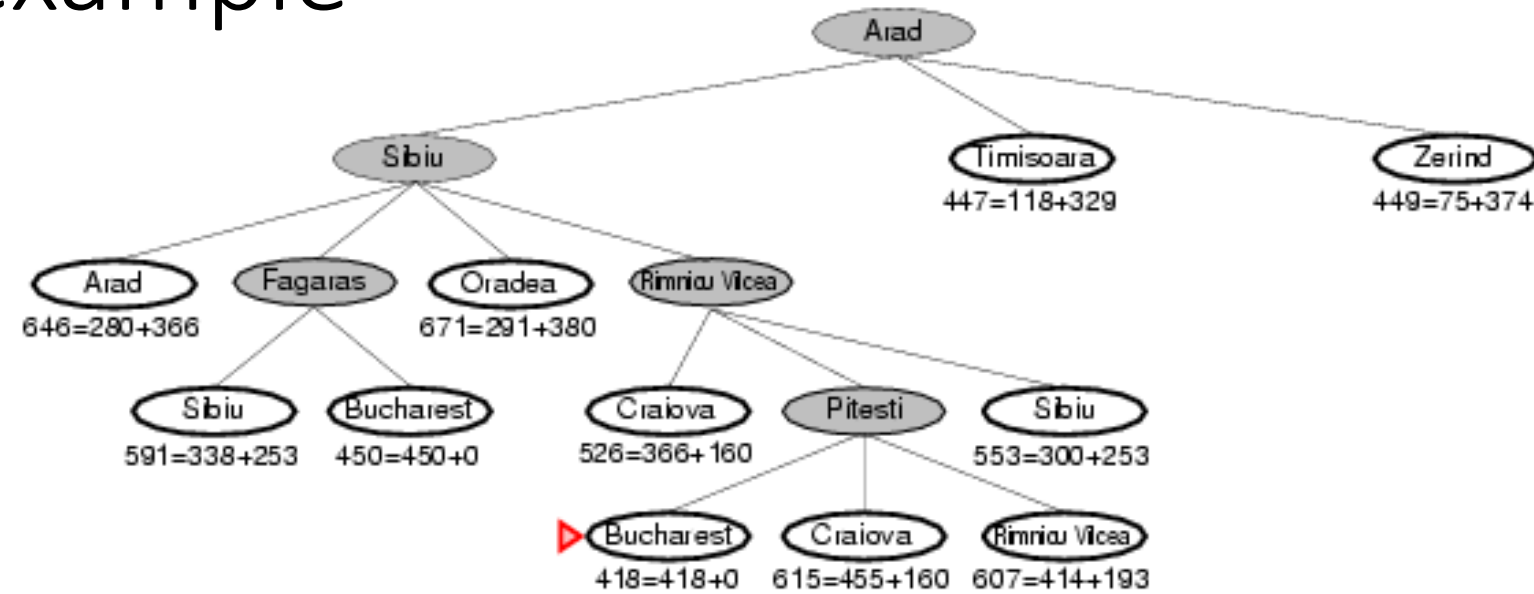 example
Arad
Sibiu
Timisoara
Zerind
447=118+329
449=75+374
Arad
Fagaras
Oradea
Rimnicu Vilcea
646=280+366
671=291+380
Sibiu
Bucharest
Craiova
Pitesti
Sibiu
591=338+253
450=450+0
526=366+160
553=300+253
Bucharest
Craiova
Rimnicu Vilcea
418=418+0
615=455+160
607=414+193